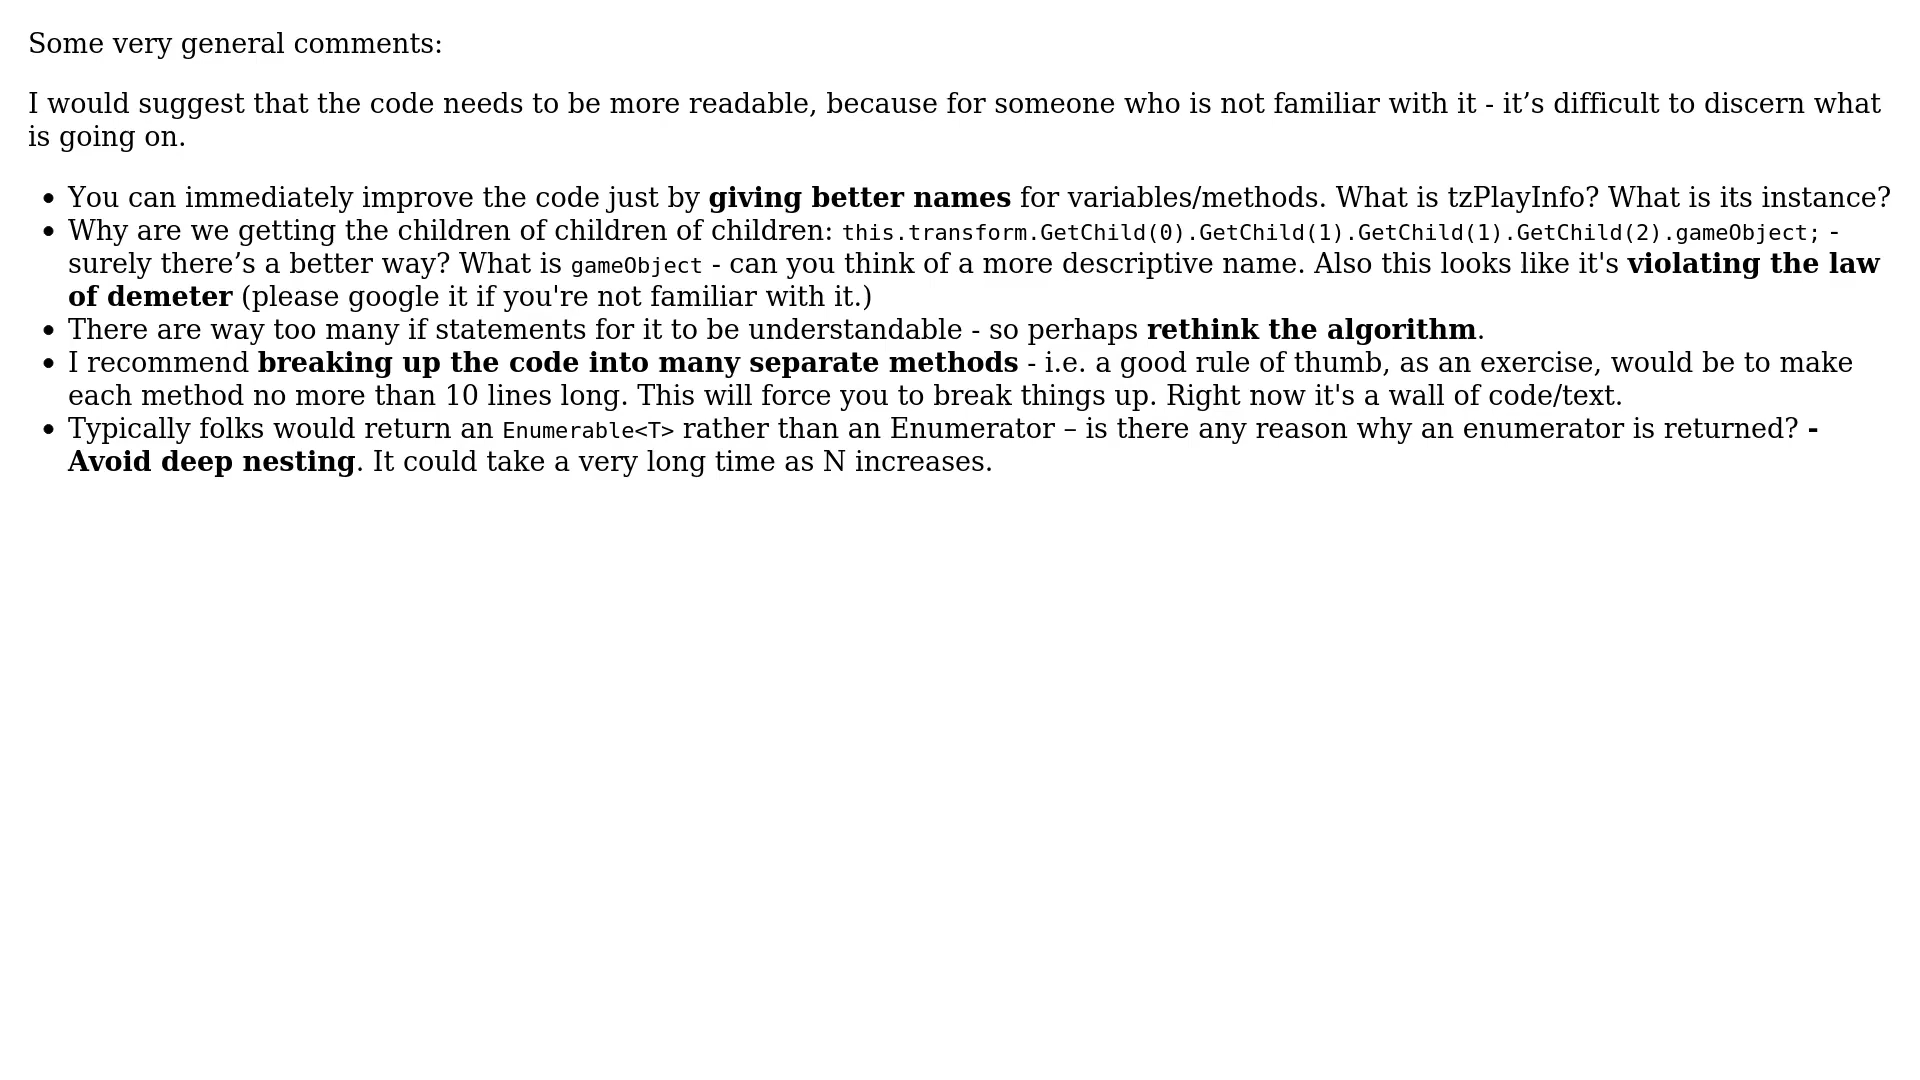 Some very general comments:
I would suggest that the code needs to be more readable, because for someone who is not familiar with it - it’s difficult to discern what
is going on.
• You can immediately improve the code just by giving better names for variables/methods. What is tzPlayInfo? What is its instance?
• Why are we getting the children of children of children: this.transform.GetChild(0).GetChild(1).GetChild(1).GetChild(2).gameObject; -
surely there’s a better way? What is gameObject - can you think of a more descriptive name. Also this looks like it's violating the law
of demeter (please google it if you're not familiar with it.)
• There are way too many if statements for it to be understandable - so perhaps rethink the algorithm.
• I recommend breaking up the code into many separate methods - i.e. a good rule of thumb, as an exercise, would be to make
each method no more than 10 lines long. This will force you to break things up. Right now it's a wall of code/text.
• Typically folks would return an Enumerable<T> rather than an Enumerator – is there any reason why an enumerator is returned? -
Avoid deep nesting. It could take a very long time as N increases.